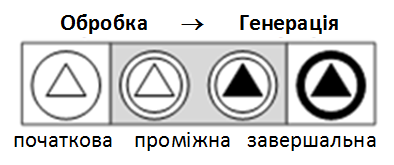 Обробка → Генерація
початкова проміжна завершальна